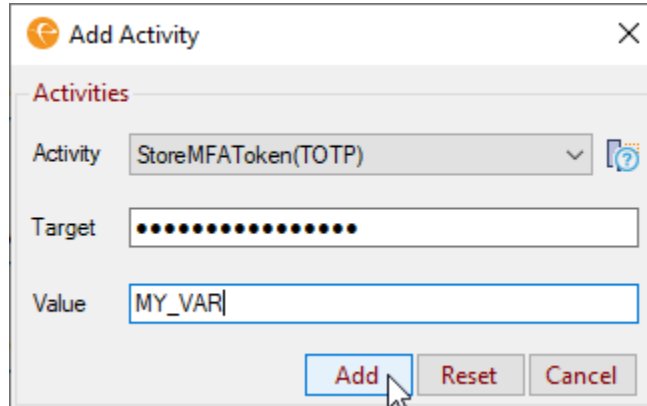 Add Activity
Activities
Activity StoreMFAToken(TOTP)
Target ••••••••••••••••
Value MY_VAR
Add Reset Cancel